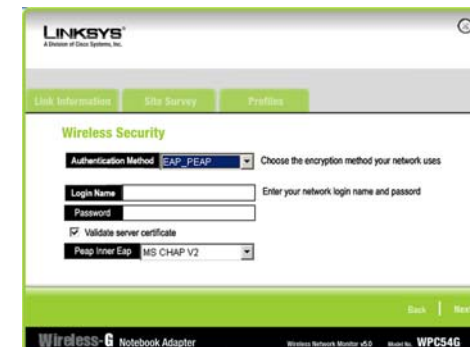 LINKSYS®
A Division of Cisco Systems, Inc.
Link Information Site Survey Profiles
Wireless Security
Authentication Method EAP_PEAP Choose the encryption method your network uses
Login Name Enter your network login name and passord
Password
Validate server certificate
Peap Inner Eap MS CHAP V2
Back Nex
Wireless-G Notebook Adapter Wireless Network Monitor v5.0 Model No. WPC54G